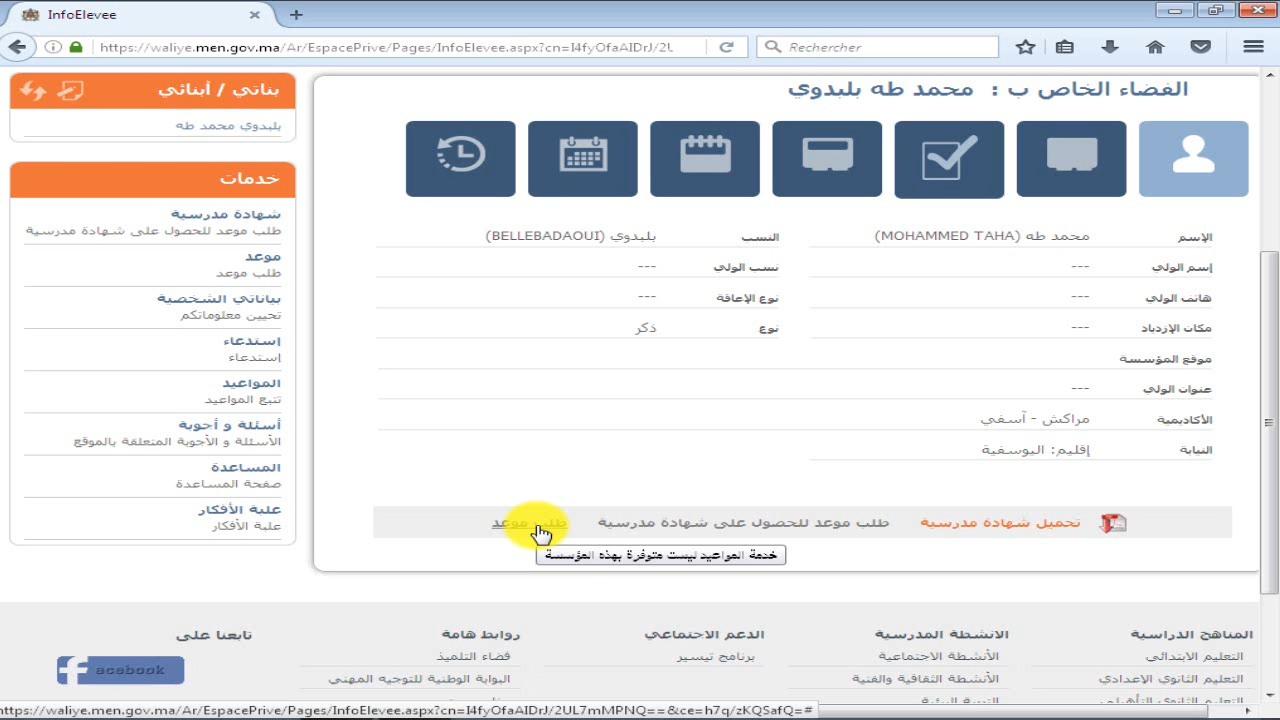 InfoElevee
https://waliye.men.gov.ma/Ar/EspacePrive/Pages/InfoElevee.aspx?cn=I4fyOfaAIDrJ/2U
Rechercher
بناتي / أبنائي
بلبدوي محمد طه
خدمات
شهادة مدرسية
طلب موعد للحصول على شهادة مدرسية
موعد
طلب موعد
بياناتي الشخصية
تحيين معلوماتكم
إستدعاء
إستدعاء
المواعيد
تتبع المواعيد
أسئلة و أجوبة
الأسئلة و الأجوبة المتعلقة بالموقع
المساعدة
صفحة المساعدة
علبة الأفكار
علبة الأفكار
الفضاء الخاص ب : محمد طه بلبدوي
الإسم محمد طه (MOHAMMED TAHA) النسب بلبدوي (BELLEBADAOUI)
إسم الولي --- نسب الولي ---
هاتف الولي --- نوع الإعاقة ---
مكان الإزدياد --- نوع ذكر
موقع المؤسسة
عنوان الولي ---
الأكاديمية مراكش - آسفي
النيابة إقليم: اليوسفية
تحميل شهادة مدرسية طلب موعد للحصول على شهادة مدرسية طلب موعد
خدمة المواعيد ليست متوفرة بهذه المؤسسة
المناهج الدراسية الانشطة المدرسية الدعم الاجتماعي روابط هامة تابعنا على
التعليم الابتدائي الأنشطة الاجتماعية برنامج تيسير فضاء التلميذ
التعليم الثانوي الإعدادي الأنشطة الثقافية والفنية البوابة الوطنية للتوجيه المهني
facebook
التعليم الثانوي التأهيلي
https://waliye.men.gov.ma/Ar/EspacePrive/Pages/InfoElevee.aspx?cn=I4fyOfaAIDrJ/2UL7mMPNQ==&ce=h7q/zKQSafQ=#